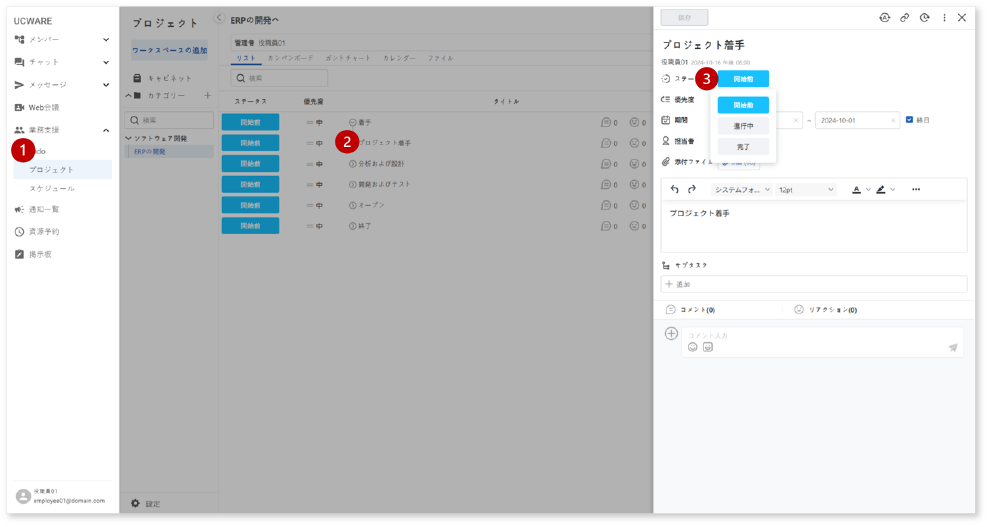 UCWARE
メンバー
チャット
メッセージ
Web会議
業務支援
1
do
プロジェクト
スケジュール
通知一覧
資源予約
掲示板
役職員01
employee01@domain.com
プロジェクト
ワークスペースの追加
キャビネット
カテゴリー
検索
ソフトウェア開発
ERPの開発
設定
ERPの開発へ
管理者 役職員01
リスト カンバンボード ガントチャート カレンダー ファイル
検索
ステータス 優先度 タイトル
開始前 中 着手 0 0
2
開始前 中 プロジェクト着手 0 0
開始前 中 分析および設計 0 0
開始前 中 開発およびテスト 0 0
開始前 中 オープン 0 0
開始前 中 終了 0 0
保存
プロジェクト着手
役職員01 2024-10-16 午後 06:00
ステー 3 開始前
開始前
進行中
完了
優先度
期間 ~ 2024-10-01 終日
担当者
添付ファイル
システムフォ... 12pt A
プロジェクト着手
サブタスク
追加
コメント(0) リアクション(0)
コメント入力